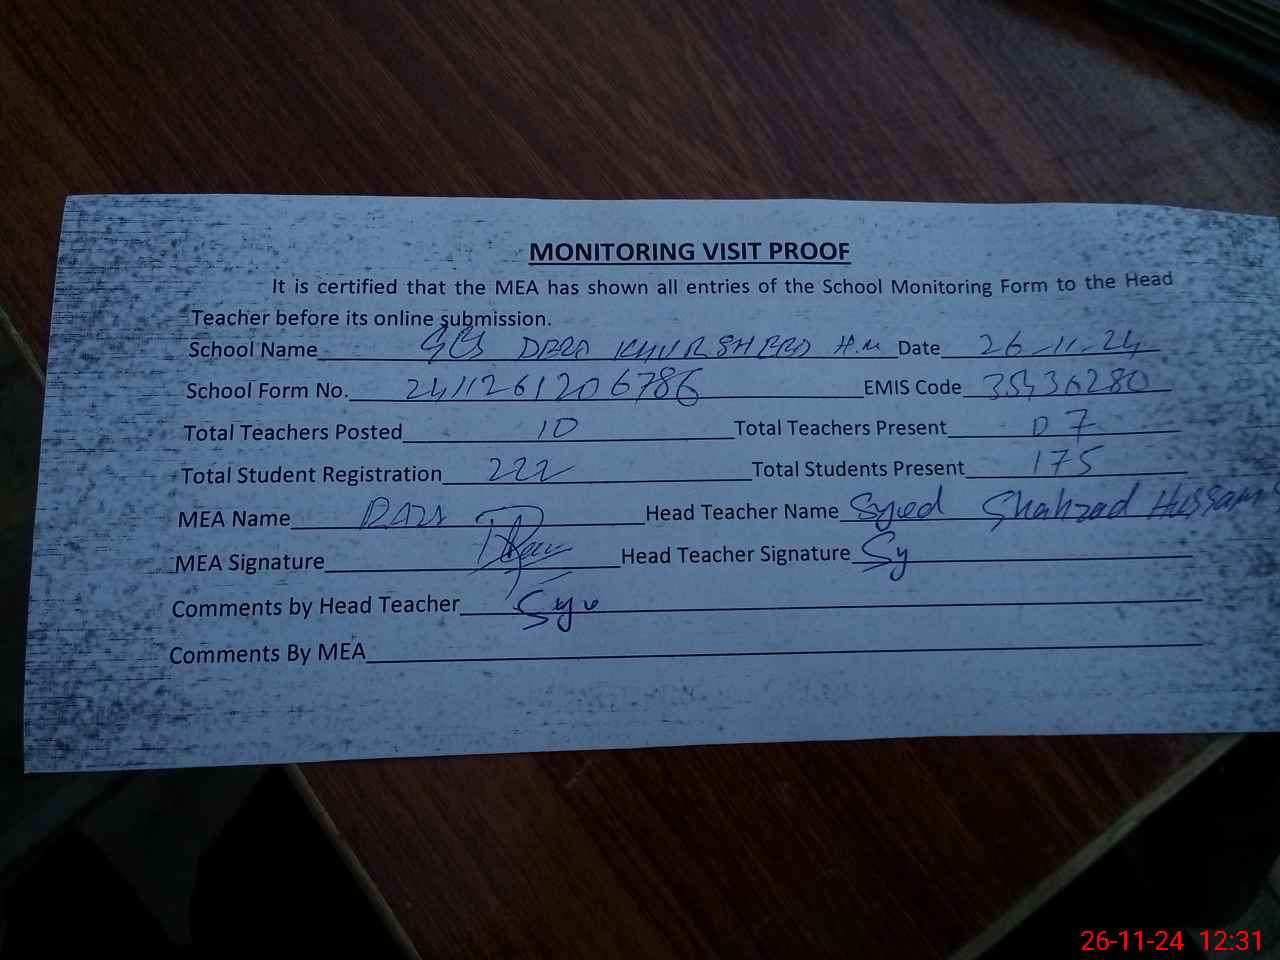 MONITORING VISIT PROOF
It is certified that the MEA has shown all entries of the School Monitoring Form to the Head
Teacher before its online submission.
School Name DERA KHURSHEED H.M Date 26-11-24
School Form No. 241126120 6786 EMIS Code 35436280
Total Teachers Posted 10 Total Teachers Present 07
Total Student Registration 222 Total Students Present 175
MEA Name Head Teacher Name Syed Shahzad Hussain
MEA Signature Head Teacher Signature Sy
Comments by Head Teacher
Comments By MEA
26-11-24 12:31